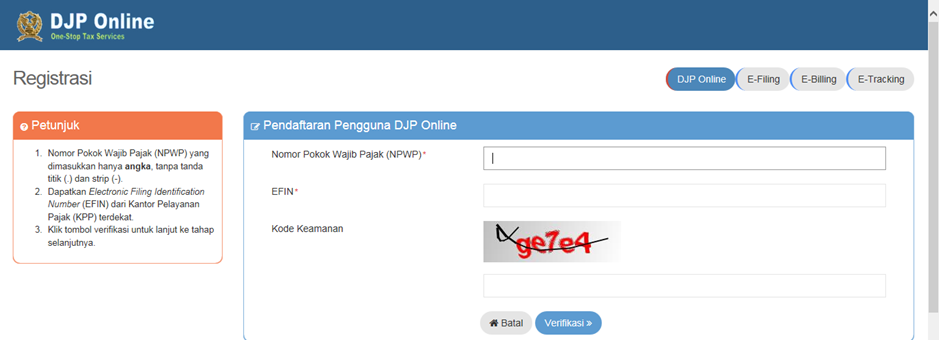 DJP Online
One-Stop Tax Services
Registrasi
DJP Online
E-Filing
E-Billing
E-Tracking
Petunjuk
1. Nomor Pokok Wajib Pajak (NPWP) yang
dimasukkan hanya angka, tanpa tanda
titik (.) dan strip (-).
2. Dapatkan Electronic Filing Identification
Number (EFIN) dari Kantor Pelayanan
Pajak (KPP) terdekat.
3. Klik tombol verifikasi untuk lanjut ke tahap
selanjutnya.
Pendaftaran Pengguna DJP Online
Nomor Pokok Wajib Pajak (NPWP)*
EFIN*
Kode Keamanan
ge7e4
Batal
Verifikasi »